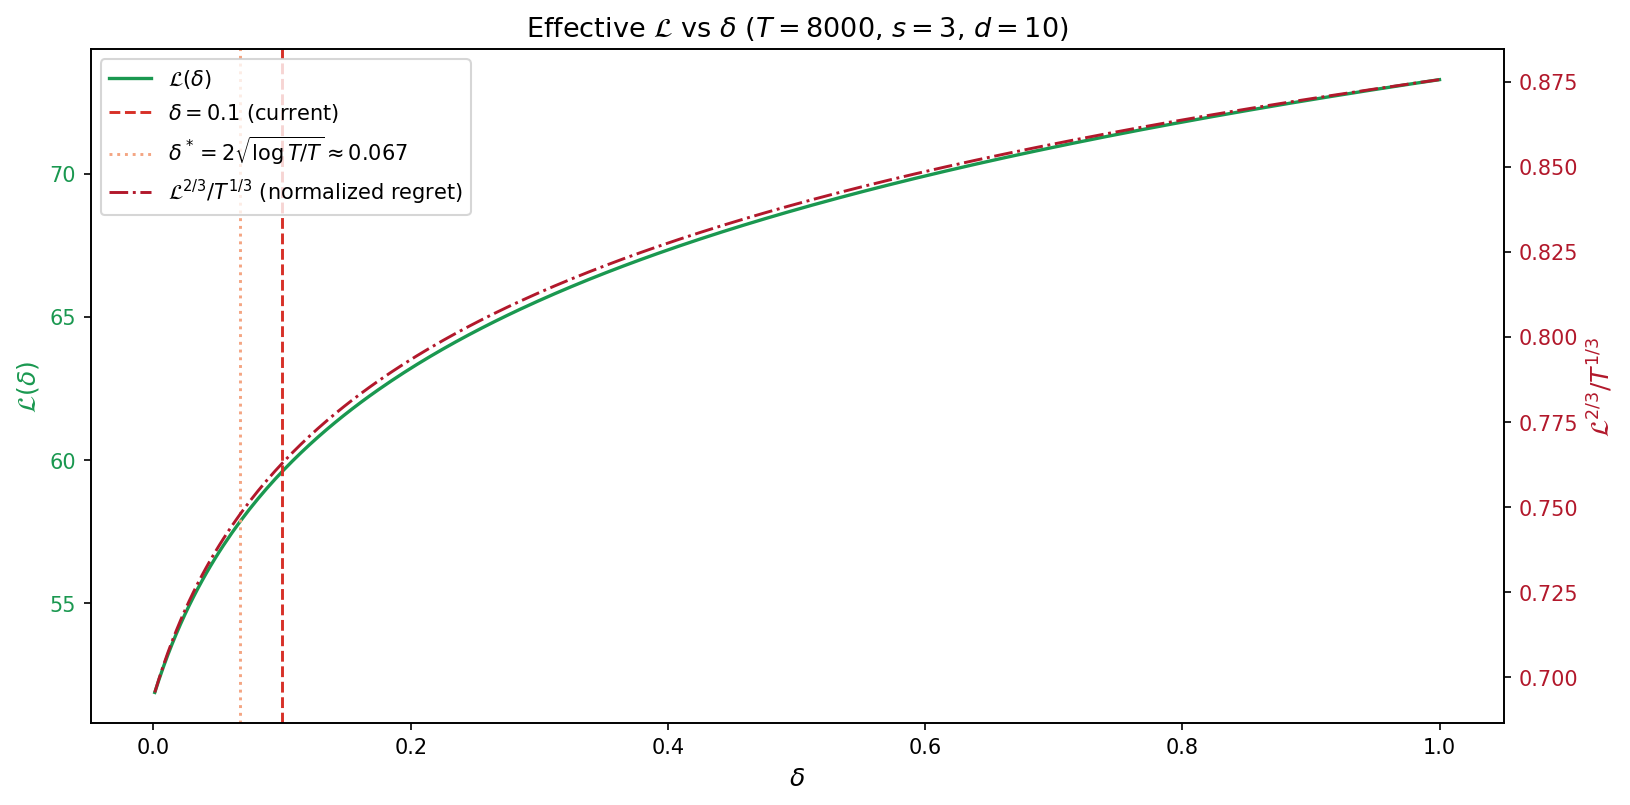 Effective ℒ vs δ (T = 8000, s = 3, d = 10)
ℒ(δ)
δ = 0.1 (current)
δ* = 2√(log T/T) ≈ 0.067
ℒ^{2/3}/T^{1/3} (normalized regret)
70
65
60
55
ℒ(δ)
0.875
0.850
0.825
0.800
0.775
0.750
0.725
0.700
ℒ^{2/3}/T^{1/3}
0.0 0.2 0.4 0.6 0.8 1.0
δ